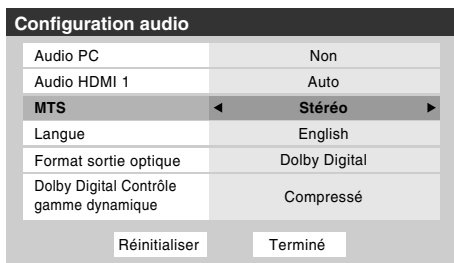 Configuration audio
Audio PC Non
Audio HDMI 1 Auto
MTS Stéréo
Langue English
Format sortie optique Dolby Digital
Dolby Digital Contrôle
gamme dynamique Compressé
Réinitialiser Terminé